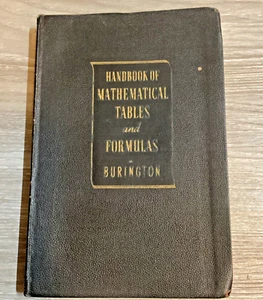 HANDBOOK OF
MATHEMATICAL
TABLES
and
FORMULAS
BURINGTON